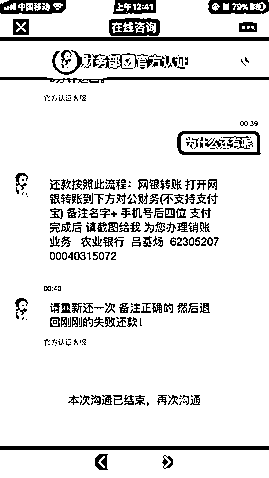 中国移动
上午12:41
79%
在线咨询
财务部官方认证
官方认证客服
00:39
为什么还有呢
还款按照此流程：网银转账 打开网
银转账到下方对公财务(不支持支付
宝) 备注名字+ 手机号后四位 支付
完成后 请截图给我 为您办理销账
业务 农业银行 吕基炀 62305207
00040315072
00:40
请重新还一次 备注正确的 然后退
回刚刚的失败还款！
官方认证客服
本次沟通已结束，再次沟通